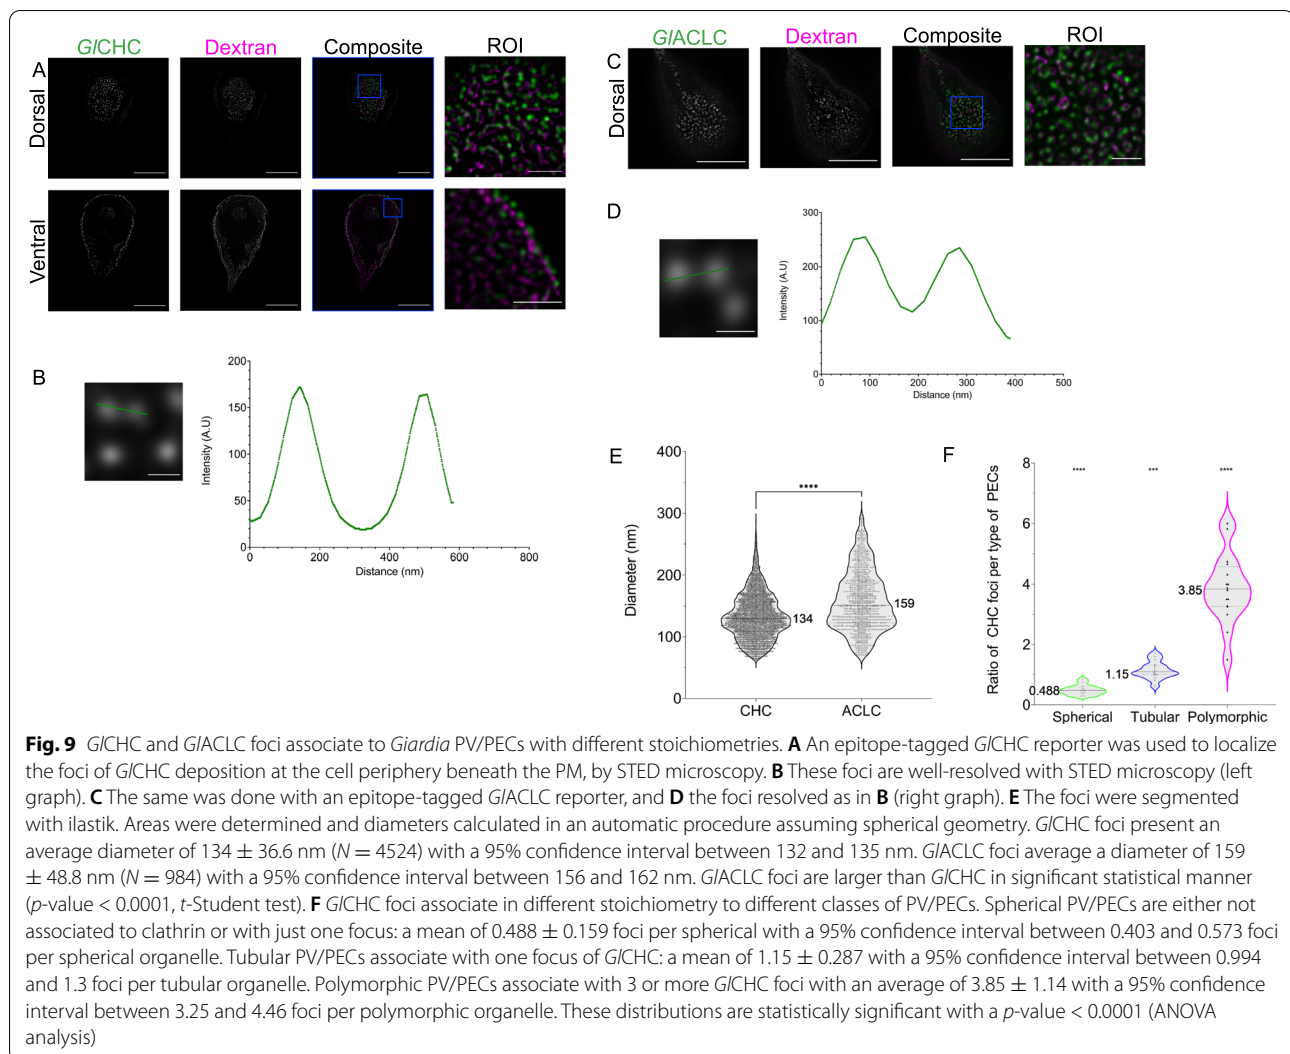 GlCHC Dextran Composite ROI
A
Dorsal
Ventral
GlACLC Dextran Composite ROI
C
Dorsal
D
300
200
100
0
Intensity (A.U)
0 100 200 300 400 500
Distance (nm)
B
200
150
100
50
0
Intensity (A.U)
0 200 400 600 800
Distance (nm)
E
400
300
200
100
0
Diameter (nm)
****
134
159
CHC ACLC
F
8
6
4
2
0
Ratio of CHC foci per type of PECs
**** *** ****
0.488
1.15
3.85
Spherical Tubular Polymorphic
Fig. 9 GlCHC and GlACLC foci associate to Giardia PV/PECs with different stoichiometries. A An epitope-tagged GlCHC reporter was used to localize
the foci of GlCHC deposition at the cell periphery beneath the PM, by STED microscopy. B These foci are well-resolved with STED microscopy (left
graph). C The same was done with an epitope-tagged GlACLC reporter, and D the foci resolved as in B (right graph). E The foci were segmented
with ilastik. Areas were determined and diameters calculated in an automatic procedure assuming spherical geometry. GlCHC foci present an
average diameter of 134 ± 36.6 nm (N = 4524) with a 95% confidence interval between 132 and 135 nm. GlACLC foci average a diameter of 159
± 48.8 nm (N = 984) with a 95% confidence interval between 156 and 162 nm. GlACLC foci are larger than GlCHC in significant statistical manner
(p-value < 0.0001, t-Student test). F GlCHC foci associate in different stoichiometry to different classes of PV/PECs. Spherical PV/PECs are either not
associated to clathrin or with just one focus: a mean of 0.488 ± 0.159 foci per spherical with a 95% confidence interval between 0.403 and 0.573 foci
per spherical organelle. Tubular PV/PECs associate with one focus of GlCHC: a mean of 1.15 ± 0.287 with a 95% confidence interval between 0.994
and 1.3 foci per tubular organelle. Polymorphic PV/PECs associate with 3 or more GlCHC foci with an average of 3.85 ± 1.14 with a 95% confidence
interval between 3.25 and 4.46 foci per polymorphic organelle. These distributions are statistically significant with a p-value < 0.0001 (ANOVA
analysis)